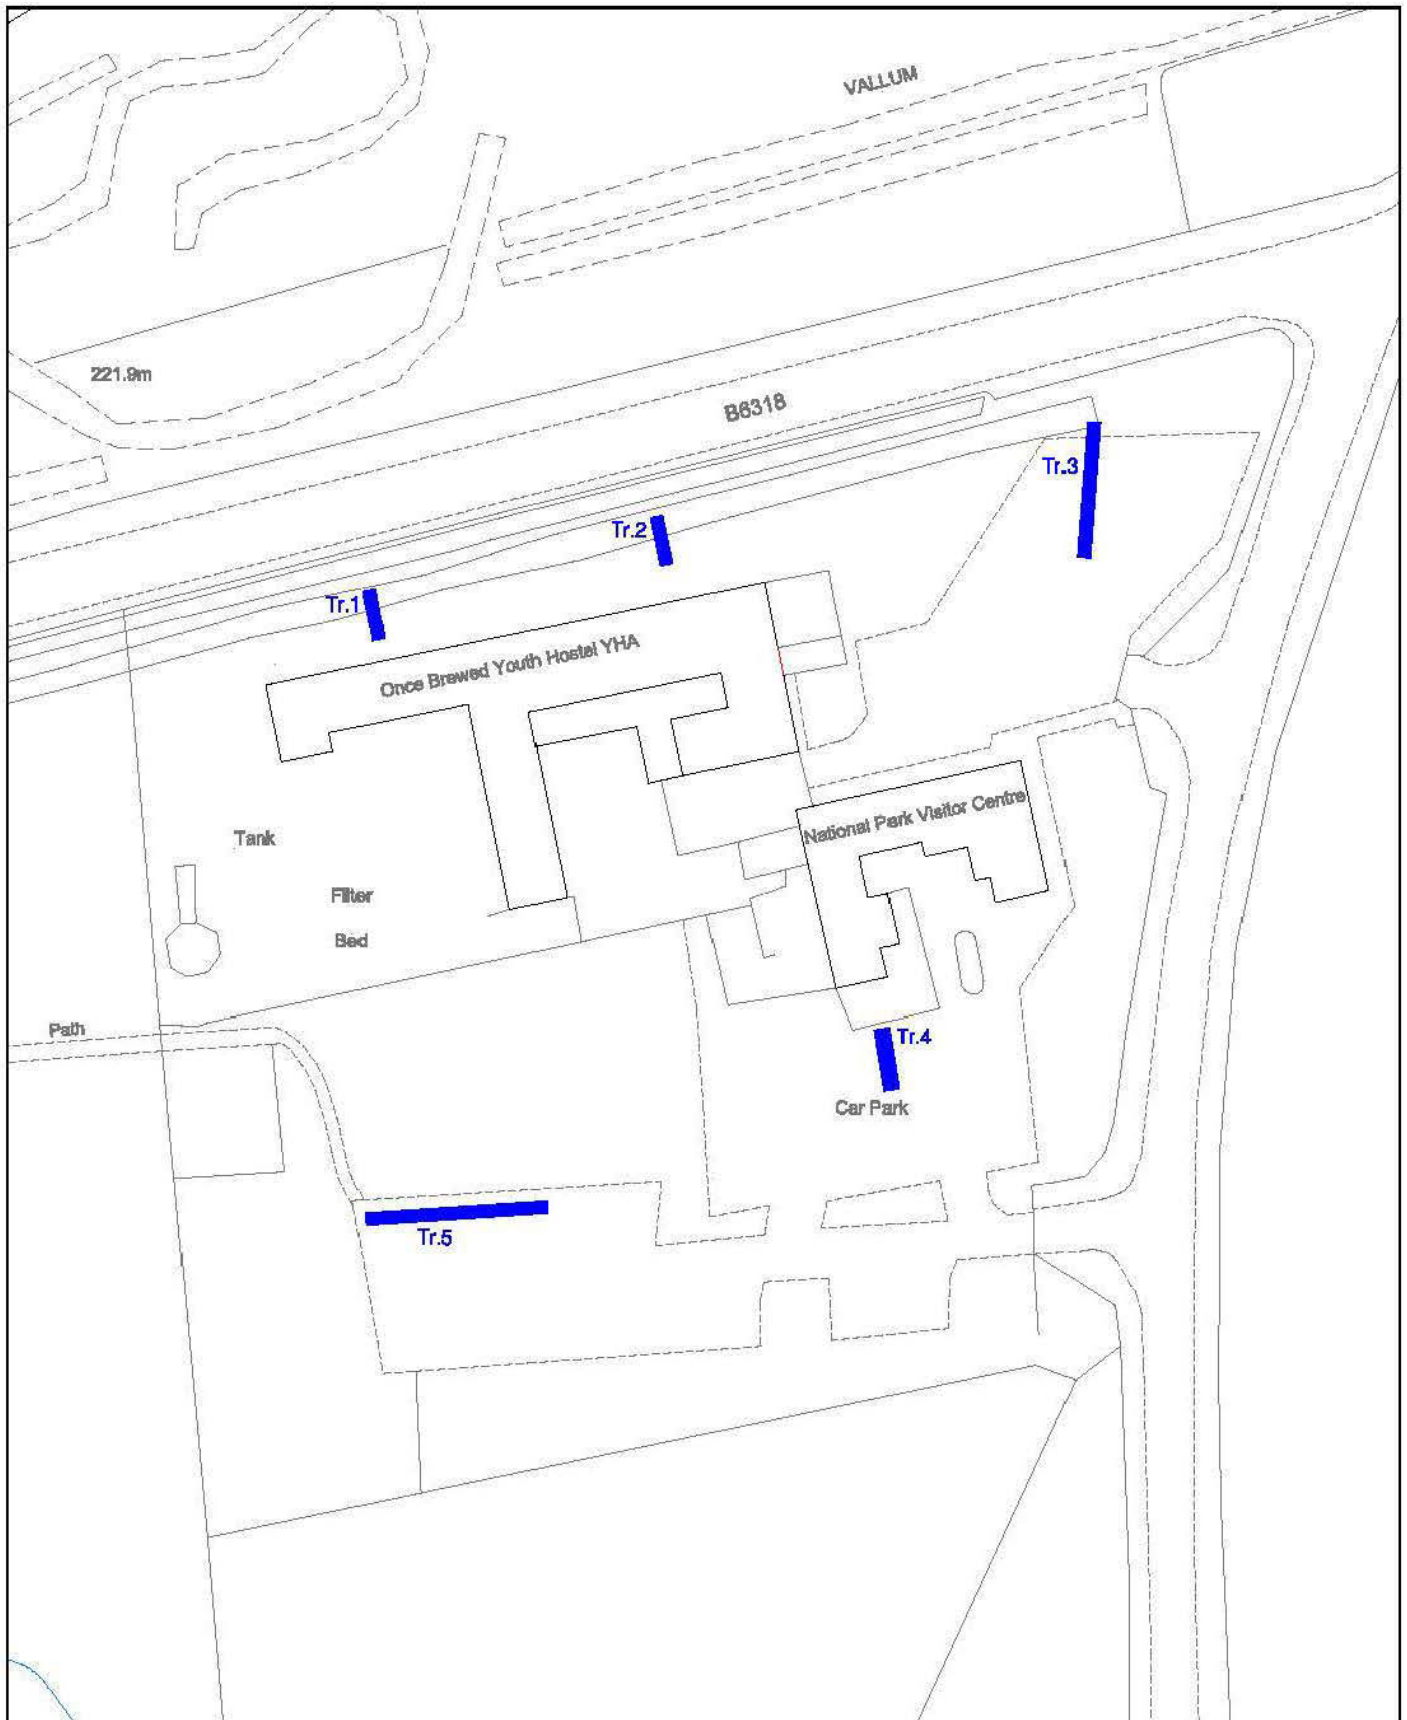 VALLUM
221.9m
B6318
Tr.3
Tr.2
Tr.1
Once Brewed Youth Hostel YHA
National Park Visitor Centre
Tank
Filter
Bed
Path
Tr.4
Car Park
Tr.5